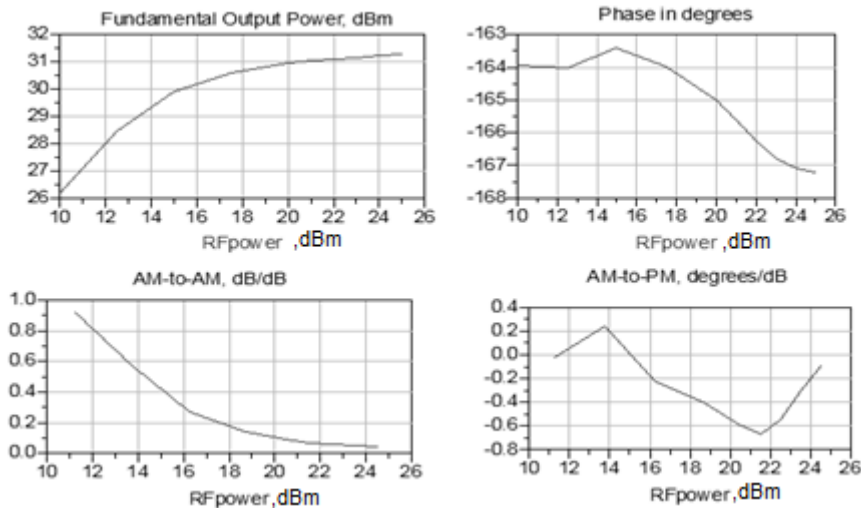 Fundamental Output Power, dBm
32
31
30
29
28
27
26
10 12 14 16 18 20 22 24 26
RFpower ,dBm
Phase in degrees
-163
-164
-165
-166
-167
-168
10 12 14 16 18 20 22 24 26
RFpower ,dBm
AM-to-AM, dB/dB
1.0
0.8
0.6
0.4
0.2
0.0
10 12 14 16 18 20 22 24 26
RFpower,dBm
AM-to-PM, degrees/dB
0.4
0.2
0.0
-0.2
-0.4
-0.6
-0.8
10 12 14 16 18 20 22 24 26
RFpower,dBm